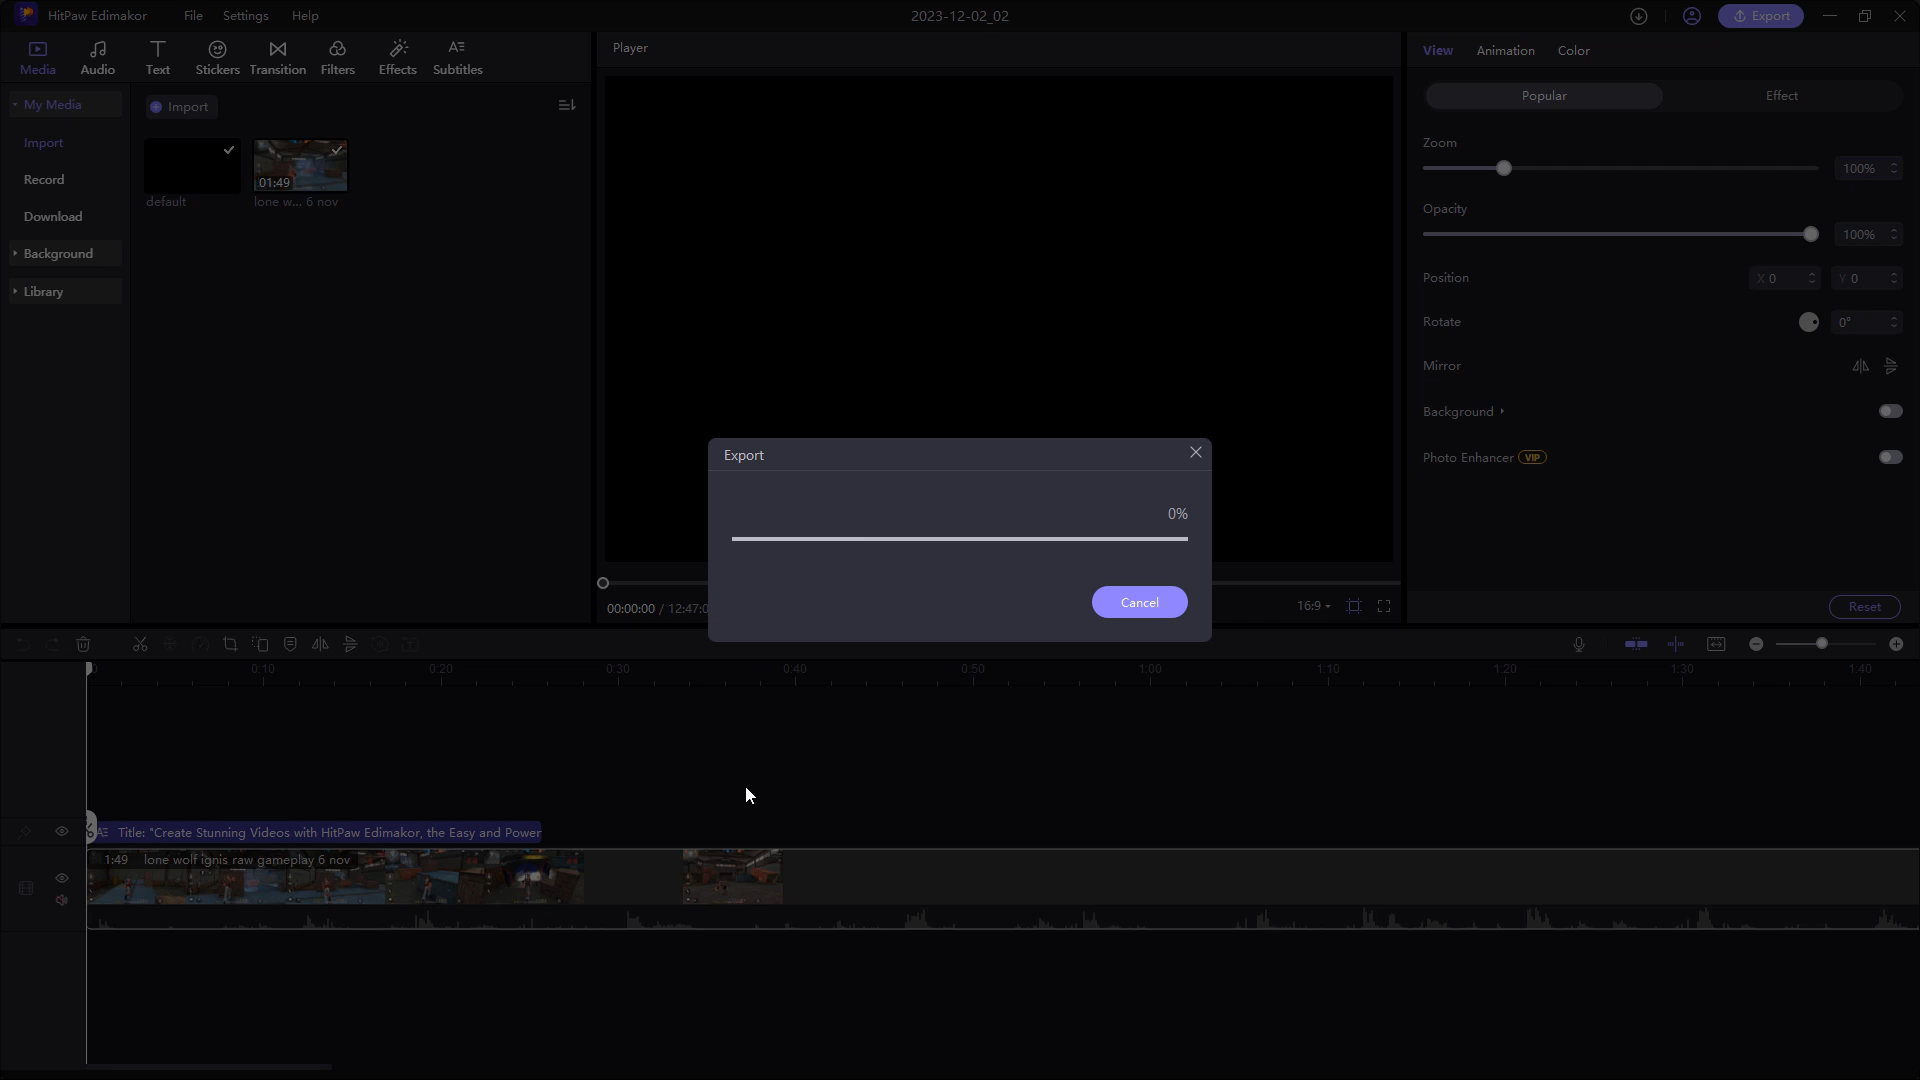 HitPaw Edimakor File Settings Help 2023-12-02_02 Export
Media Audio Text Stickers Transition Filters Effects Subtitles
My Media
Import
Record
Download
Background
Library
Import
01:49
default
lone w... 6 nov
Player
00:00:00 / 12:47:0
16:9
View Animation Color
Popular Effect
Zoom
100%
Opacity
100%
Position X 0 Y 0
Rotate 0°
Mirror
Background
Photo Enhancer VIP
Reset
Export
0%
Cancel
0:10 0:20 0:30 0:40 0:50 1:00 1:10 1:20 1:30 1:40
Title: "Create Stunning Videos with HitPaw Edimakor, the Easy and Power
1:49 lone wolf ignis raw gameplay 6 nov